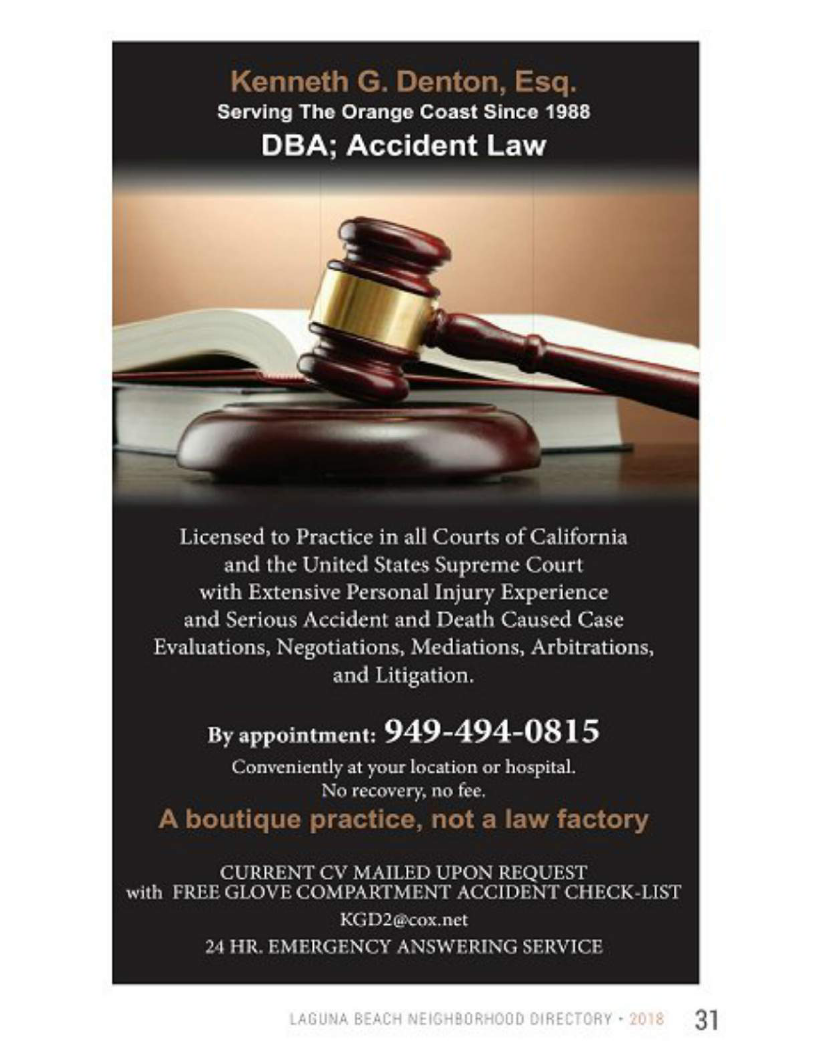 Kenneth G. Denton, Esq.
Serving The Orange Coast Since 1988
DBA; Accident Law
Licensed to Practice in all Courts of California
and the United States Supreme Court
with Extensive Personal Injury Experience
and Serious Accident and Death Caused Case
Evaluations, Negotiations, Mediations, Arbitrations,
and Litigation.
By appointment: 949-494-0815
Conveniently at your location or hospital.
No recovery, no fee.
A boutique practice, not a law factory
CURRENT CV MAILED UPON REQUEST
with FREE GLOVE COMPARTMENT ACCIDENT CHECK-LIST
KGD2@cox.net
24 HR. EMERGENCY ANSWERING SERVICE
LAGUNA BEACH NEIGHBORHOOD DIRECTORY • 2018 31